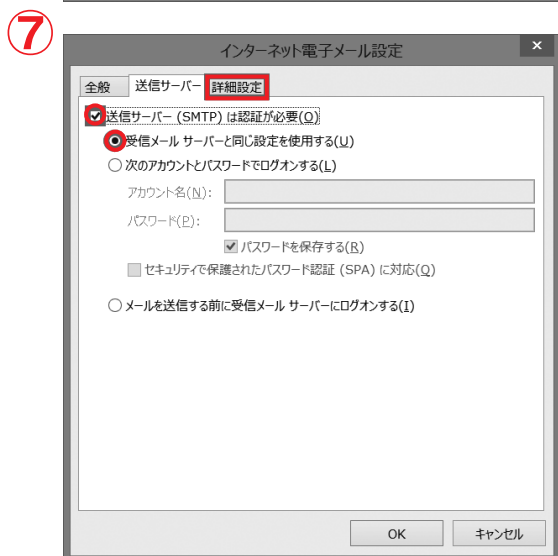 ⑦
インターネット電子メール設定
×
全般 送信サーバー 詳細設定
送信サーバー (SMTP) は認証が必要(O)
受信メール サーバーと同じ設定を使用する(U)
次のアカウントとパスワードでログオンする(L)
アカウント名(N):
パスワード(P):
パスワードを保存する(R)
セキュリティで保護されたパスワード認証 (SPA) に対応(Q)
メールを送信する前に受信メール サーバーにログオンする(I)
OK キャンセル